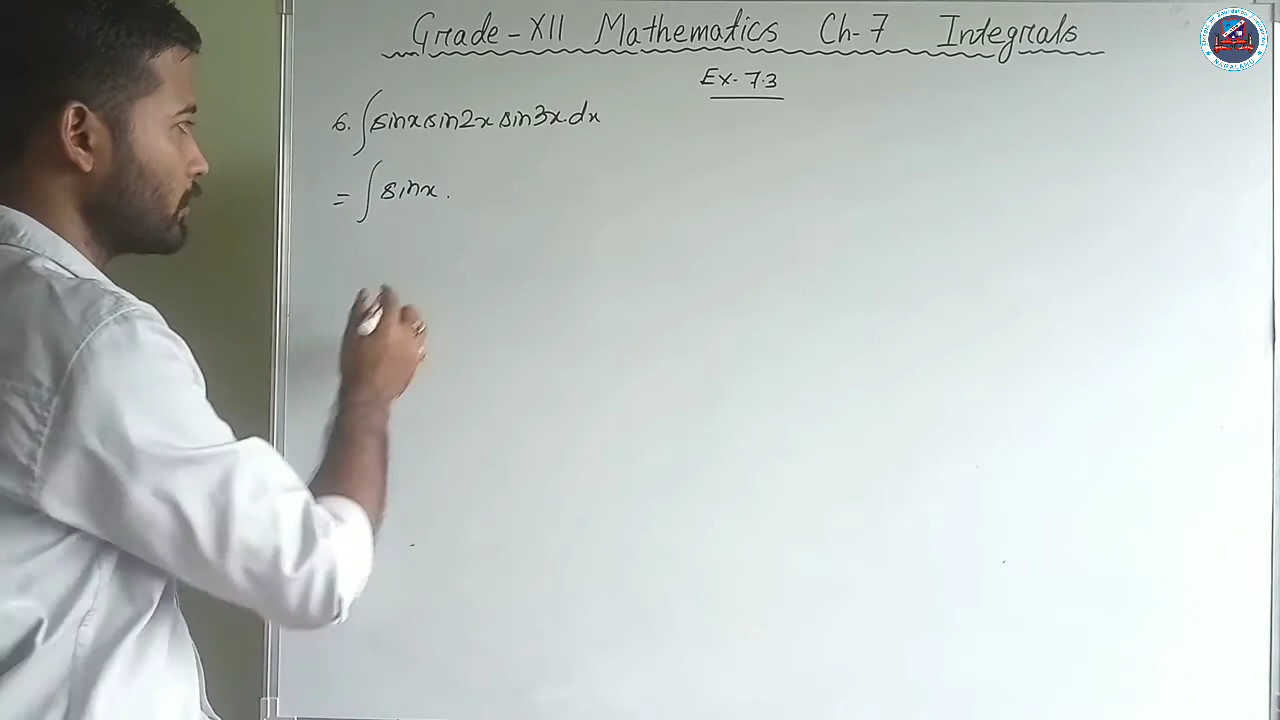 Grade-XII Mathematics Ch-7 Integrals
Ex. 7.3
6. ∫sinx sin2x sin3x.dx
= ∫sinx.